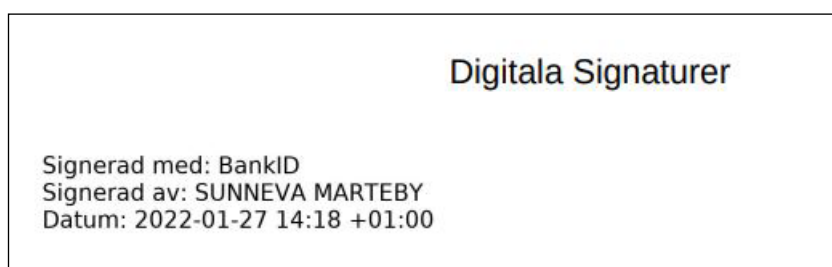 Digitala Signaturer
Signerad med: BankID
Signerad av: SUNNEVA MARTEBY
Datum: 2022-01-27 14:18 +01:00